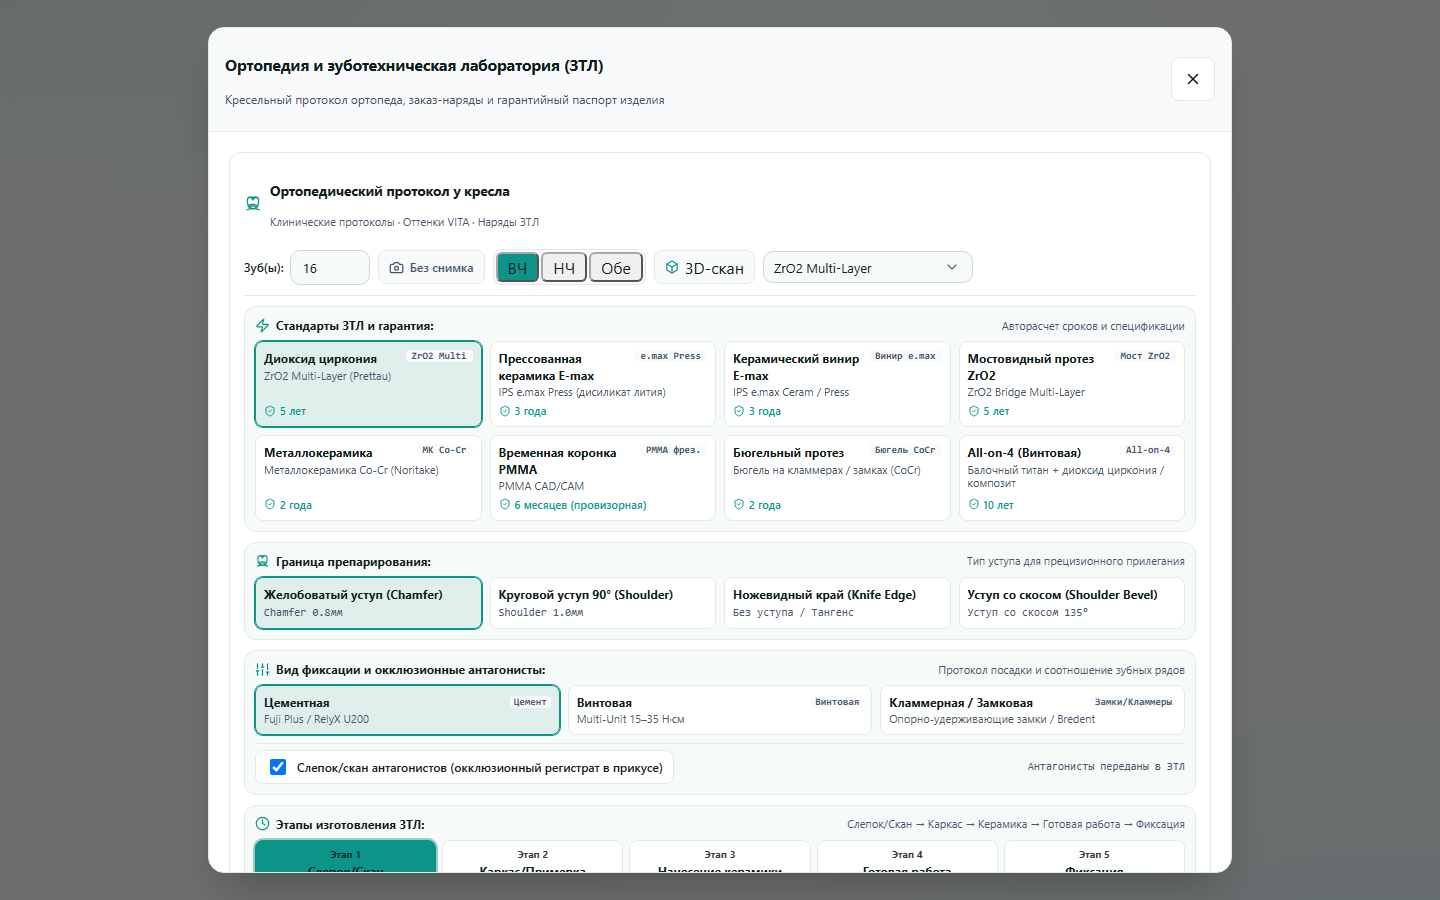 Ортопедия и зуботехническая лаборатория (ЗТЛ)
Кресельный протокол ортопеда, заказ-наряды и гарантийный паспорт изделия
Ортопедический протокол у кресла
Клинические протоколы · Оттенки VITA · Наряды ЗТЛ
Зуб(ы): 16 Без снимка ВЧ НЧ Обе 3D-скан ZrO2 Multi-Layer
Стандарты ЗТЛ и гарантия: Авторасчет сроков и спецификации
Диоксид циркония ZrO2 Multi
ZrO2 Multi-Layer (Prettau)
5 лет
Прессованная керамика E-max e.max Press
IPS e.max Press (дисиликат лития)
3 года
Керамический винир E-max Винир e.max
IPS e.max Ceram / Press
3 года
Мостовидный протез ZrO2 Мост ZrO2
ZrO2 Bridge Multi-Layer
5 лет
Металлокерамика МК Co-Cr
Металлокерамика Co-Cr (Noritake)
2 года
Временная коронка PMMA PMMA фрез.
PMMA CAD/CAM
6 месяцев (провизорная)
Бюгельный протез Бюгель CoCr
Бюгель на кламмерах / замках (CoCr)
2 года
All-on-4 (Винтовая) All-on-4
Балочный титан + диоксид циркония / композит
10 лет
Граница препарирования: Тип уступа для прецизионного прилегания
Желобоватый уступ (Chamfer)
Chamfer 0.8мм
Круговой уступ 90° (Shoulder)
Shoulder 1.0мм
Ножевидный край (Knife Edge)
Без уступа / Тангенс
Уступ со скосом (Shoulder Bevel)
Уступ со скосом 135°
Вид фиксации и окклюзионные антагонисты: Протокол посадки и соотношение зубных рядов
Цементная Цемент
Fuji Plus / RelyX U200
Винтовая Винтовая
Multi-Unit 15–35 Н·см
Кламмерная / Замковая Замки/Кламмеры
Опорно-удерживающие замки / Bredent
Слепок/скан антагонистов (окклюзионный регистрат в прикусе) Антагонисты переданы в ЗТЛ
Этапы изготовления ЗТЛ: Слепок/Скан → Каркас → Керамика → Готовая работа → Фиксация
Этап 1
Слепок/Скан
Этап 2
Каркас/Примерка
Этап 3
Нанесение керамики
Этап 4
Готовая работа
Этап 5
Фиксация